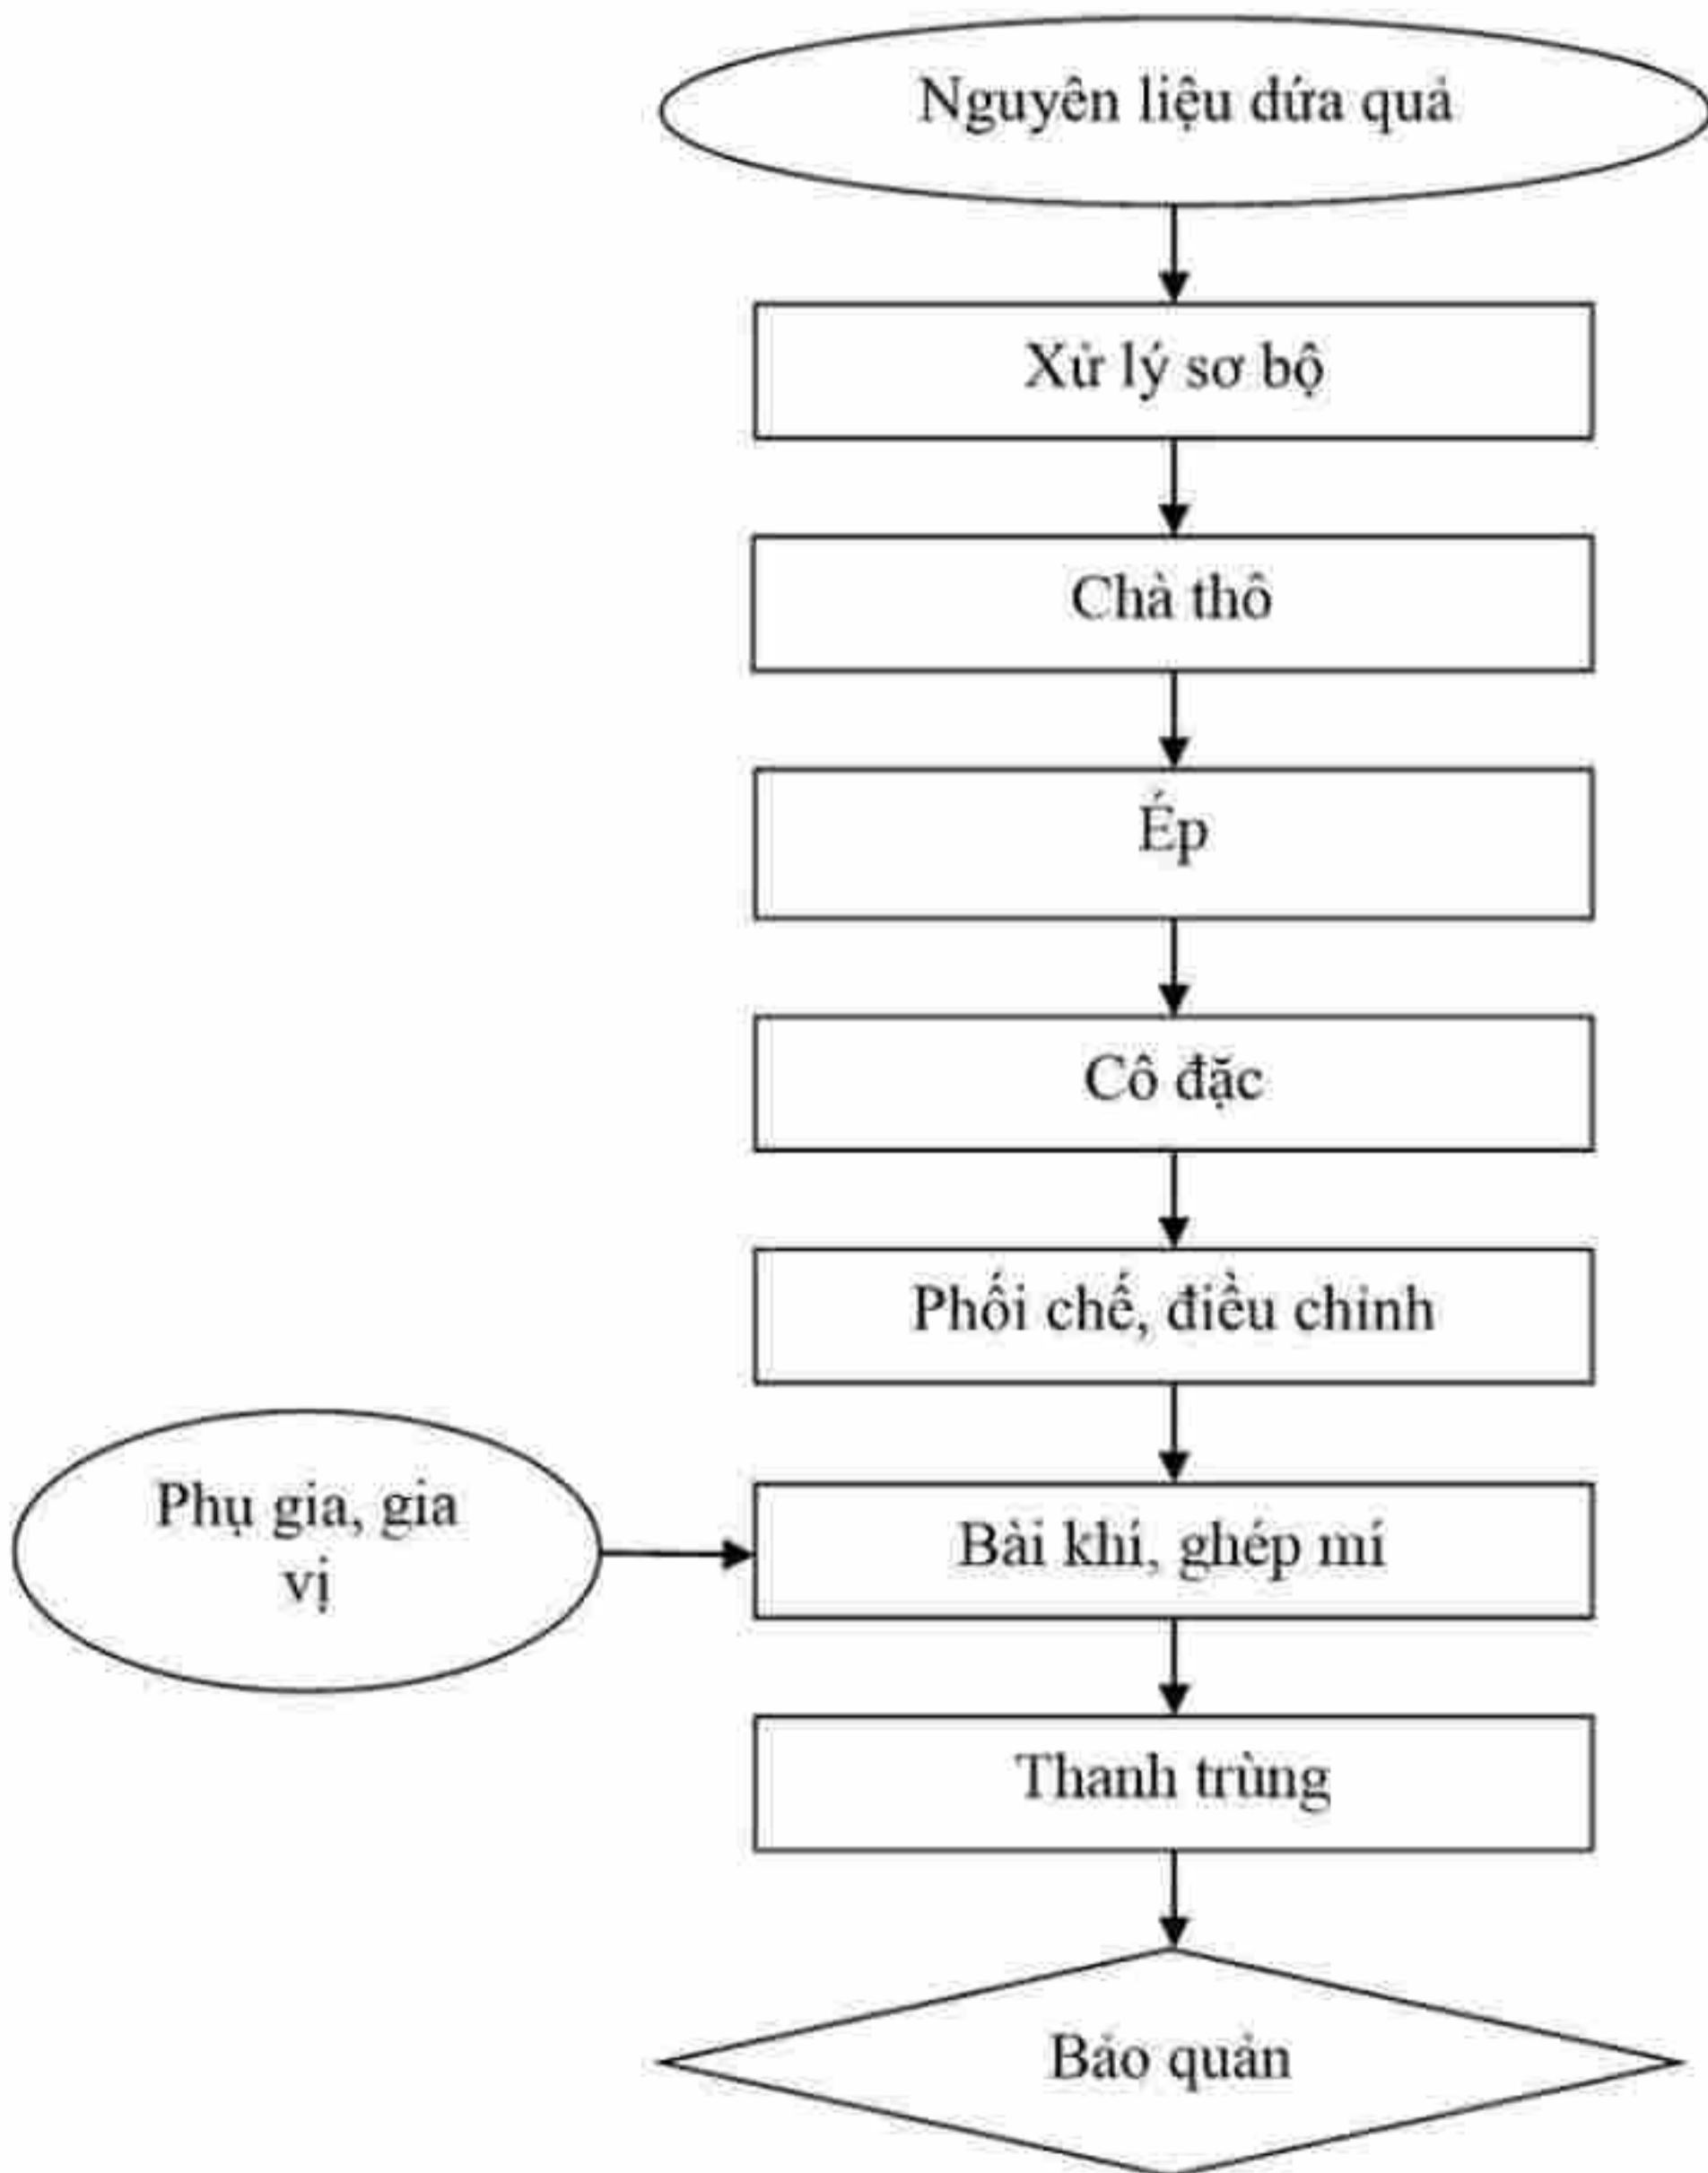 Nguyên liệu dứa quả
Xử lý sơ bộ
Chà thô
Ép
Cô đặc
Phối chế, điều chỉnh
Phụ gia, gia
vị
Bài khí, ghép mí
Thanh trùng
Bảo quản